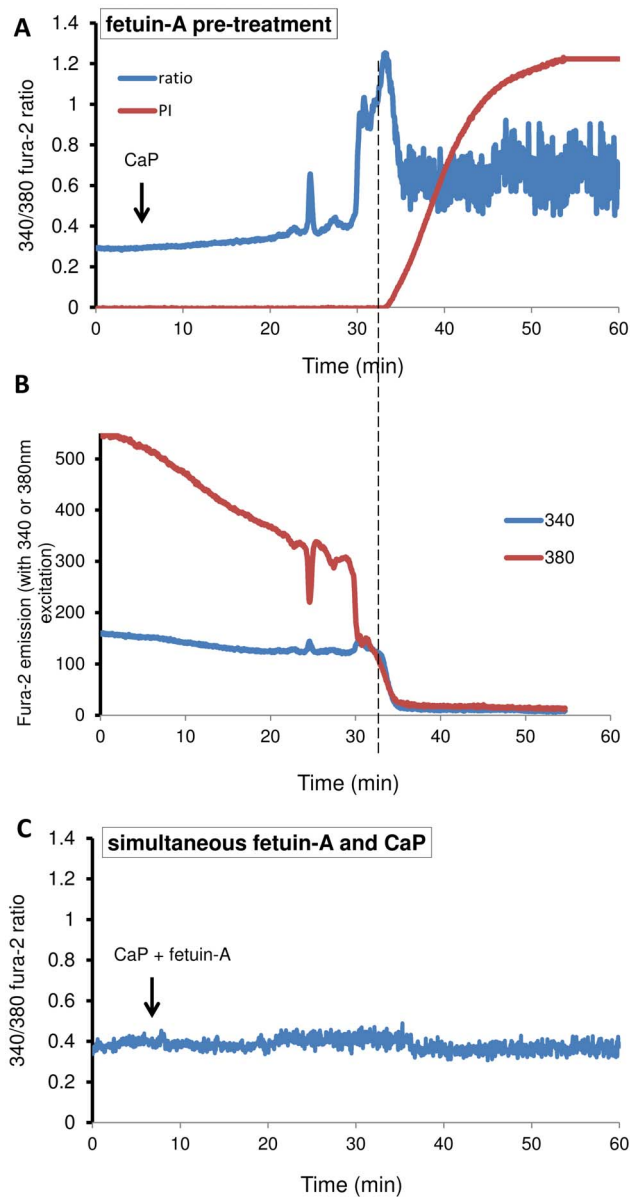 A
fetuin-A pre-treatment
340/380 fura-2 ratio
1.4
1.2
1
0.8
0.6
0.4
0.2
0
ratio
PI
CaP
0 10 20 30 40 50 60
Time (min)
B
Fura-2 emission (with 340 or 380nm
excitation)
500
400
300
200
100
0
340
380
0 10 20 30 40 50 60
Time (min)
C
simultaneous fetuin-A and CaP
340/380 fura-2 ratio
1.4
1.2
1
0.8
0.6
0.4
0.2
0
CaP + fetuin-A
0 10 20 30 40 50 60
Time (min)